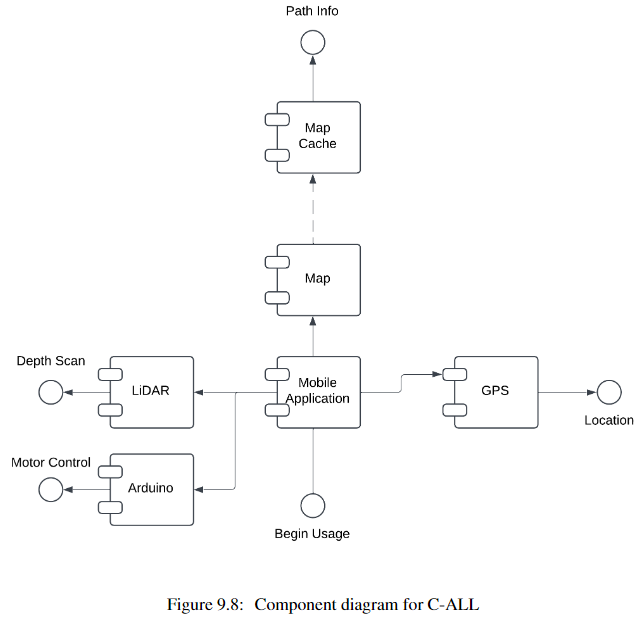 Path Info
Map
Cache
Map
Depth Scan
LiDAR
Mobile
Application
GPS
Location
Motor Control
Arduino
Begin Usage
Figure 9.8: Component diagram for C-ALL